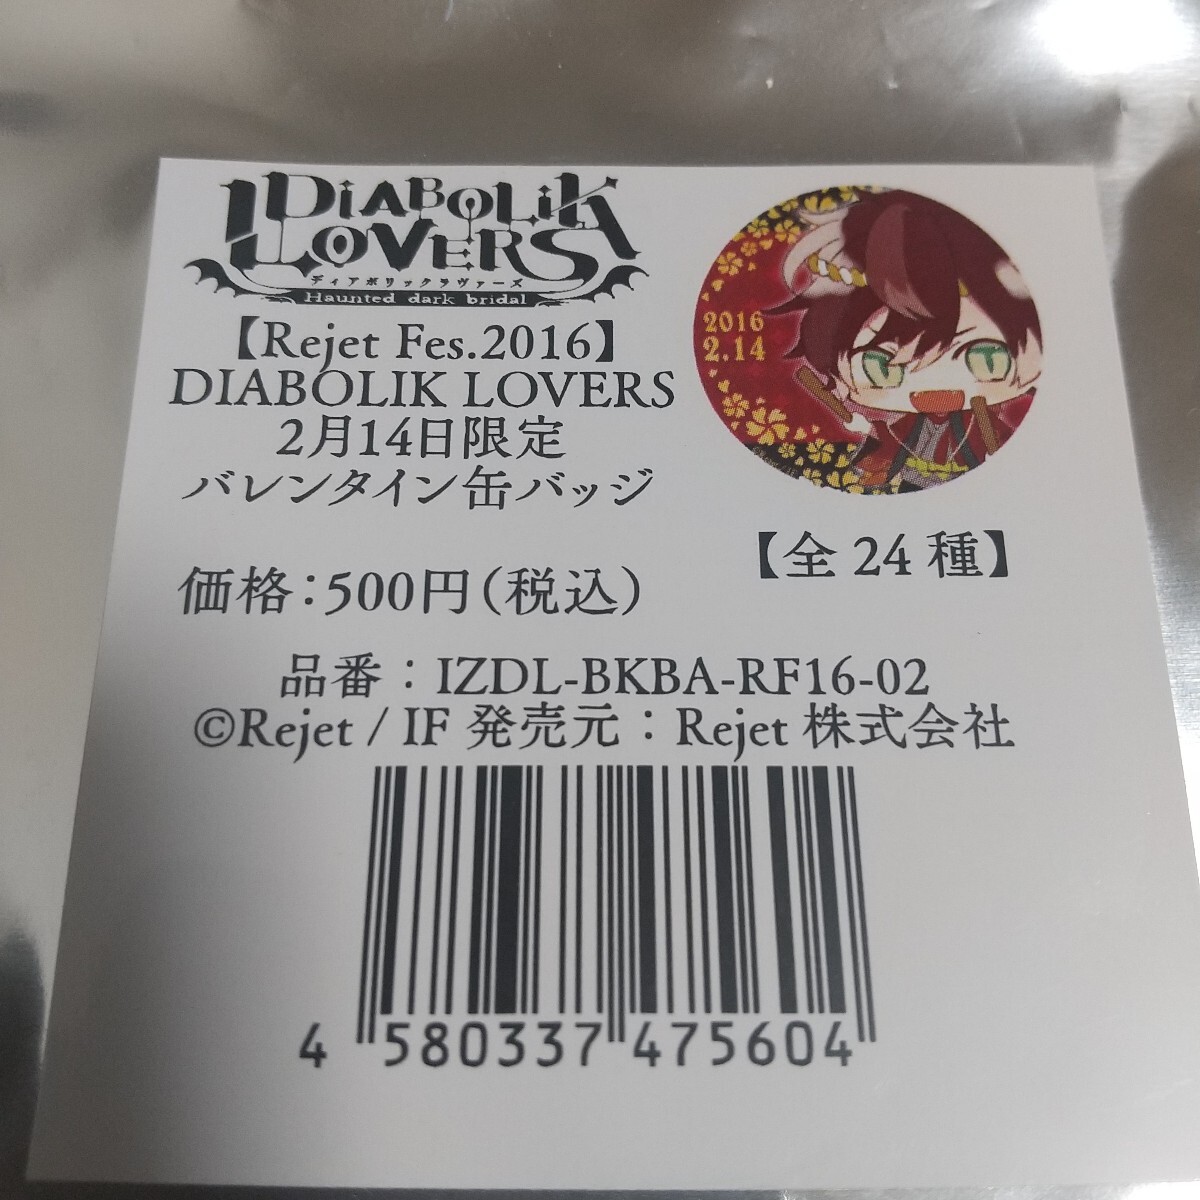 DIABOLIK
LOVERS
ディアボリックラヴァーズ
Haunted dark bridal
【Rejet Fes.2016】
DIABOLIK LOVERS
2月14日限定
バレンタイン缶バッジ
2016
2.14
【全24種】
価格:500円(税込)
品番：IZDL-BKBA-RF16-02
©Rejet / IF 発売元：Rejet 株式会社
4 580337 475604